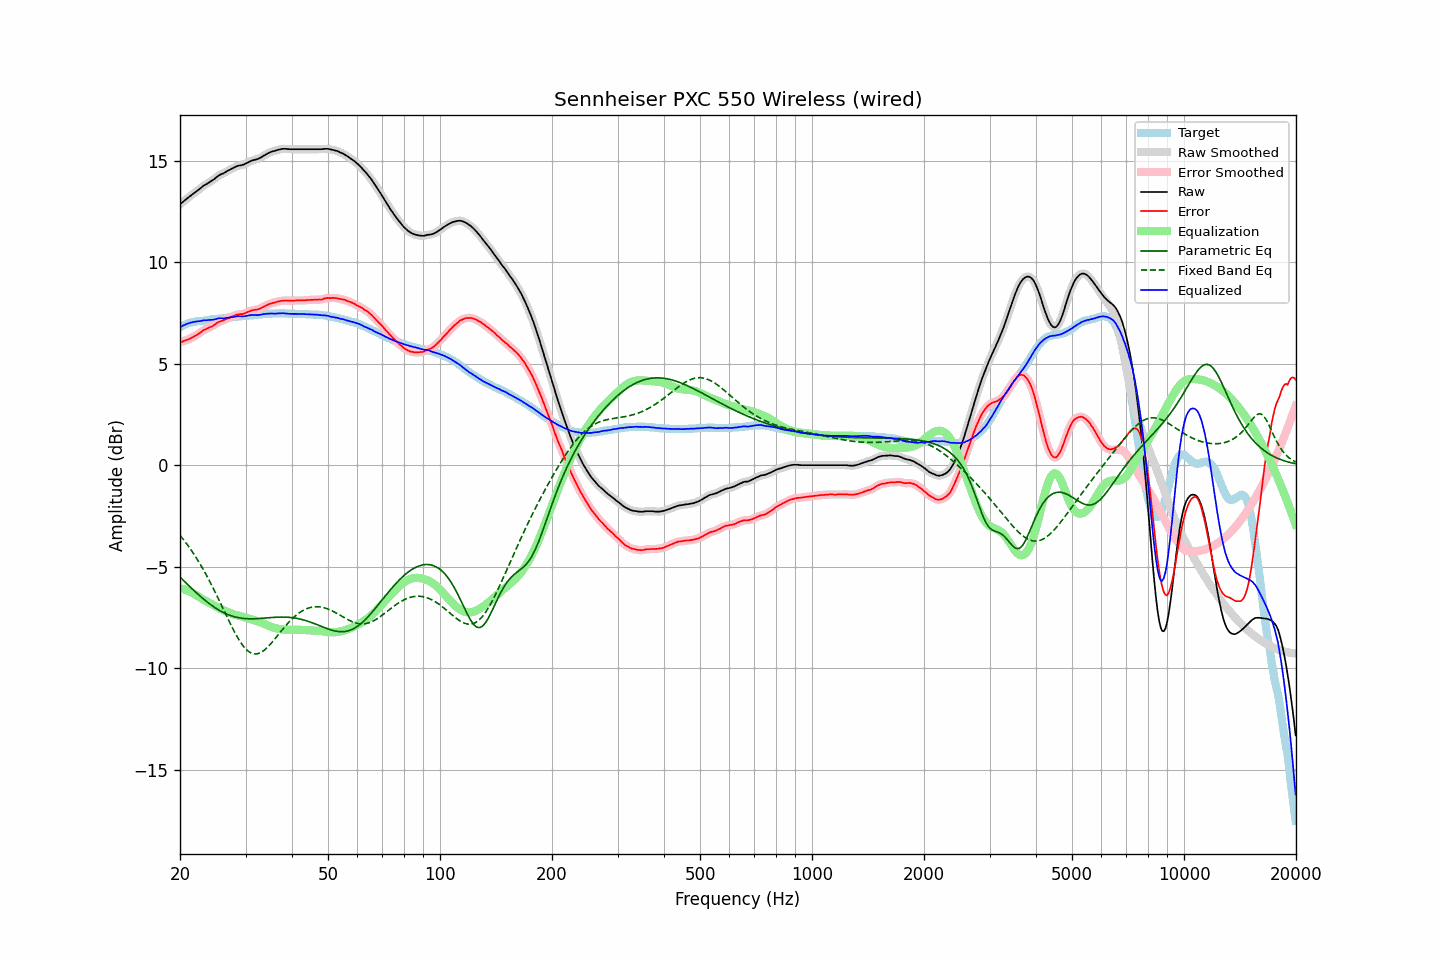 Sennheiser PXC 550 Wireless (wired)
Target
Raw Smoothed
Error Smoothed
Raw
Error
Equalization
Parametric Eq
Fixed Band Eq
Equalized
15
10
5
0
−5
−10
−15
Amplitude (dBr)
20 50 100 200 500 1000 2000 5000 10000 20000
Frequency (Hz)